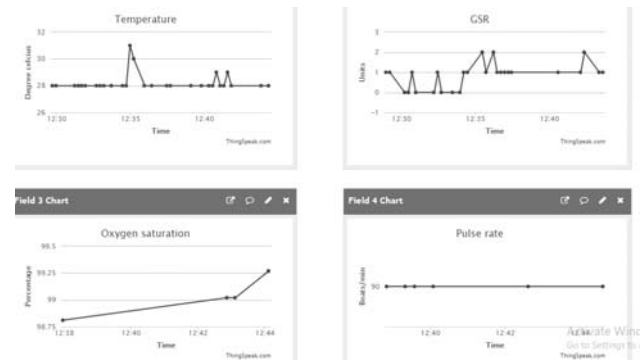 Temperature
32
30
28
26
Degree celcius
12:30
12:35
12:40
Time
ThingSpeak.com
GSR
3
2
1
0
-1
Units
12:30
12:35
12:40
Time
ThingSpeak.com
Field 3 Chart
Oxygen saturation
99.5
99.25
99
98.75
Percentage
12:38
12:40
12:42
12:44
Time
ThingSpeak.com
Field 4 Chart
Pulse rate
90
Beats/min
12:40
12:42
Time
ThingSpeak.com
Activate Wind
Go to Settings to